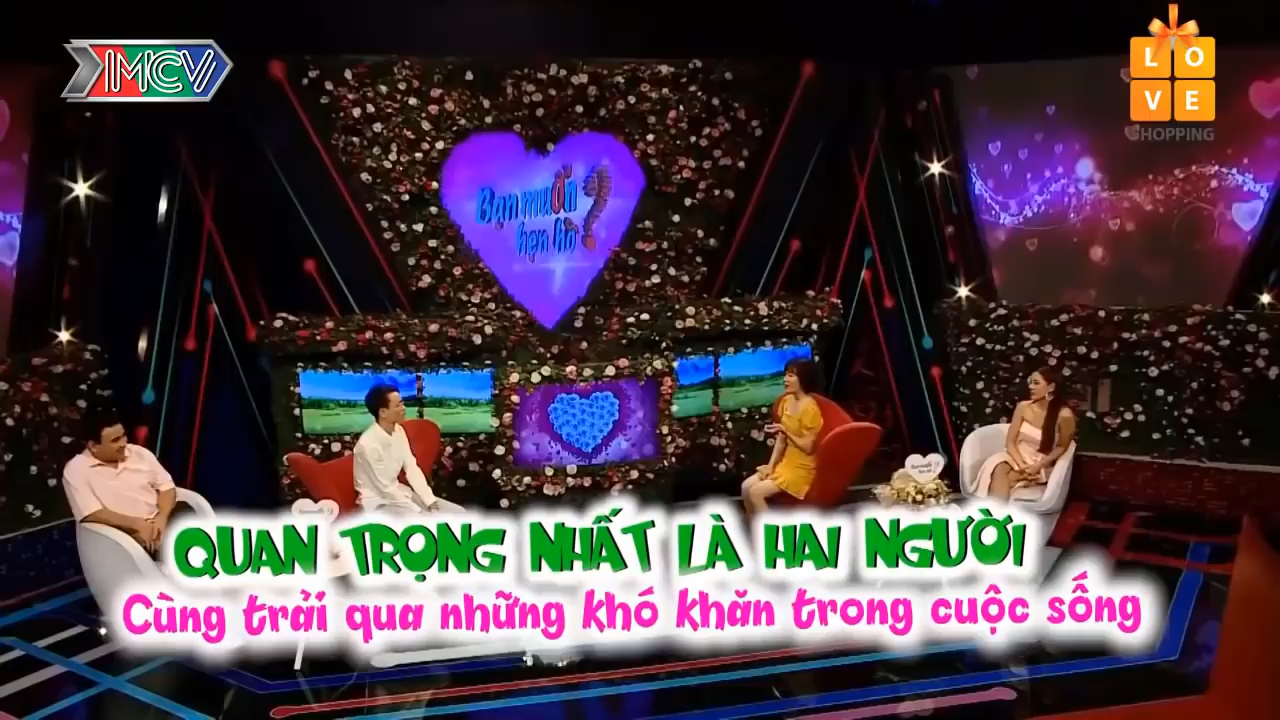 MCV
LOVE
HOPPING
Bạn muốn
hẹn hò ?
QUAN TRỌNG NHẤT LÀ HAI NGƯỜI
Cùng trải qua những khó khăn trong cuộc sống